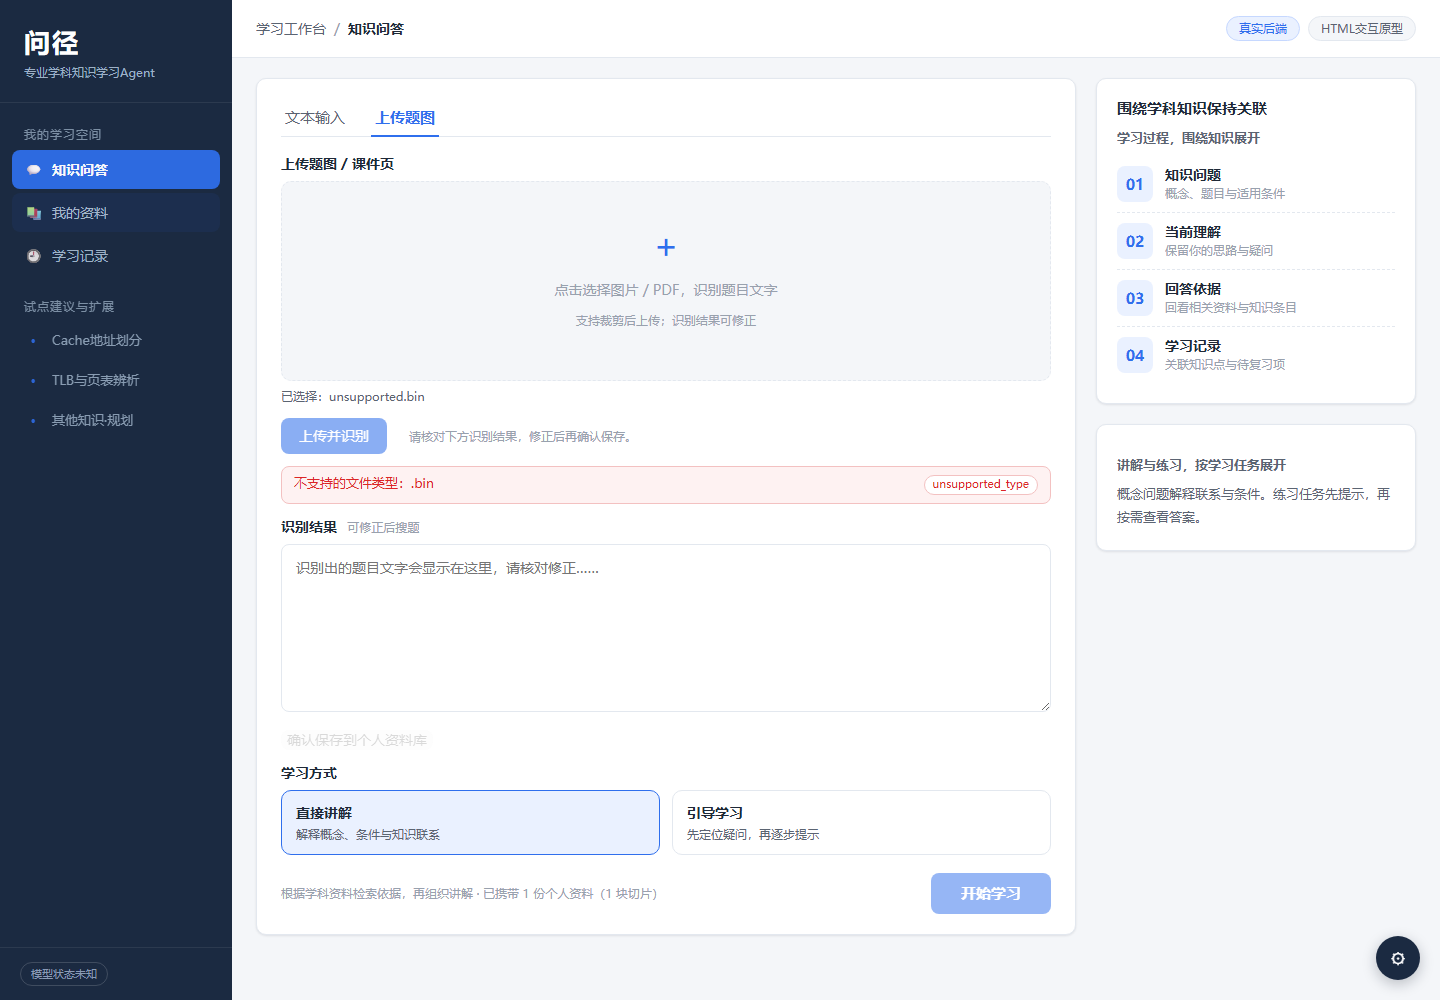 问径
专业学科知识学习Agent
我的学习空间
知识问答
我的资料
学习记录
试点建议与扩展
Cache地址划分
TLB与页表辨析
其他知识·规划
模型状态未知
学习工作台 / 知识问答
真实后端
HTML交互原型
文本输入
上传题图
上传题图 / 课件页
+
点击选择图片 / PDF，识别题目文字
支持裁剪后上传；识别结果可修正
已选择：unsupported.bin
上传并识别
请核对下方识别结果，修正后再确认保存。
不支持的文件类型：.bin
unsupported_type
识别结果 可修正后搜题
识别出的题目文字会显示在这里，请核对修正......
确认保存到个人资料库
学习方式
直接讲解
解释概念、条件与知识联系
引导学习
先定位疑问，再逐步提示
根据学科资料检索依据，再组织讲解 · 已携带 1 份个人资料（1 块切片）
开始学习
围绕学科知识保持关联
学习过程，围绕知识展开
01
知识问题
概念、题目与适用条件
02
当前理解
保留你的思路与疑问
03
回答依据
回看相关资料与知识条目
04
学习记录
关联知识点与待复习项
讲解与练习，按学习任务展开
概念问题解释联系与条件。练习任务先提示，再
按需查看答案。